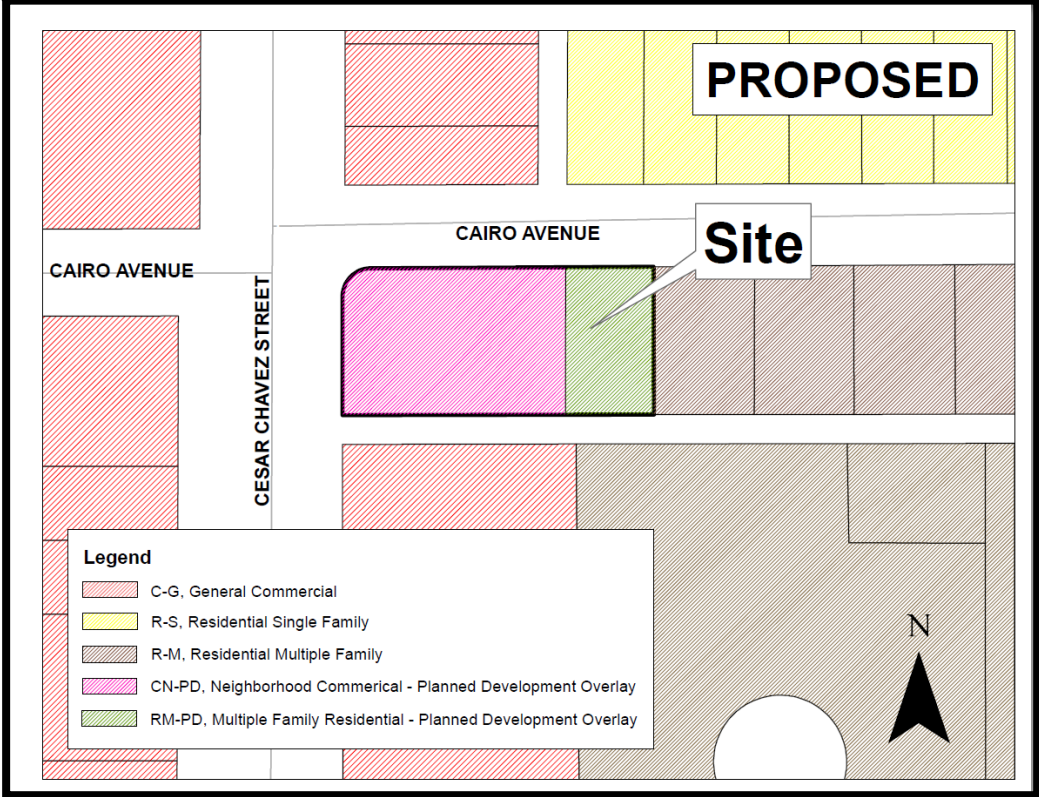 PROPOSED
CAIRO AVENUE
Site
CAIRO AVENUE
CESAR CHAVEZ STREET
Legend
C-G, General Commercial
R-S, Residential Single Family
R-M, Residential Multiple Family
CN-PD, Neighborhood Commerical - Planned Development Overlay
RM-PD, Multiple Family Residential - Planned Development Overlay
N